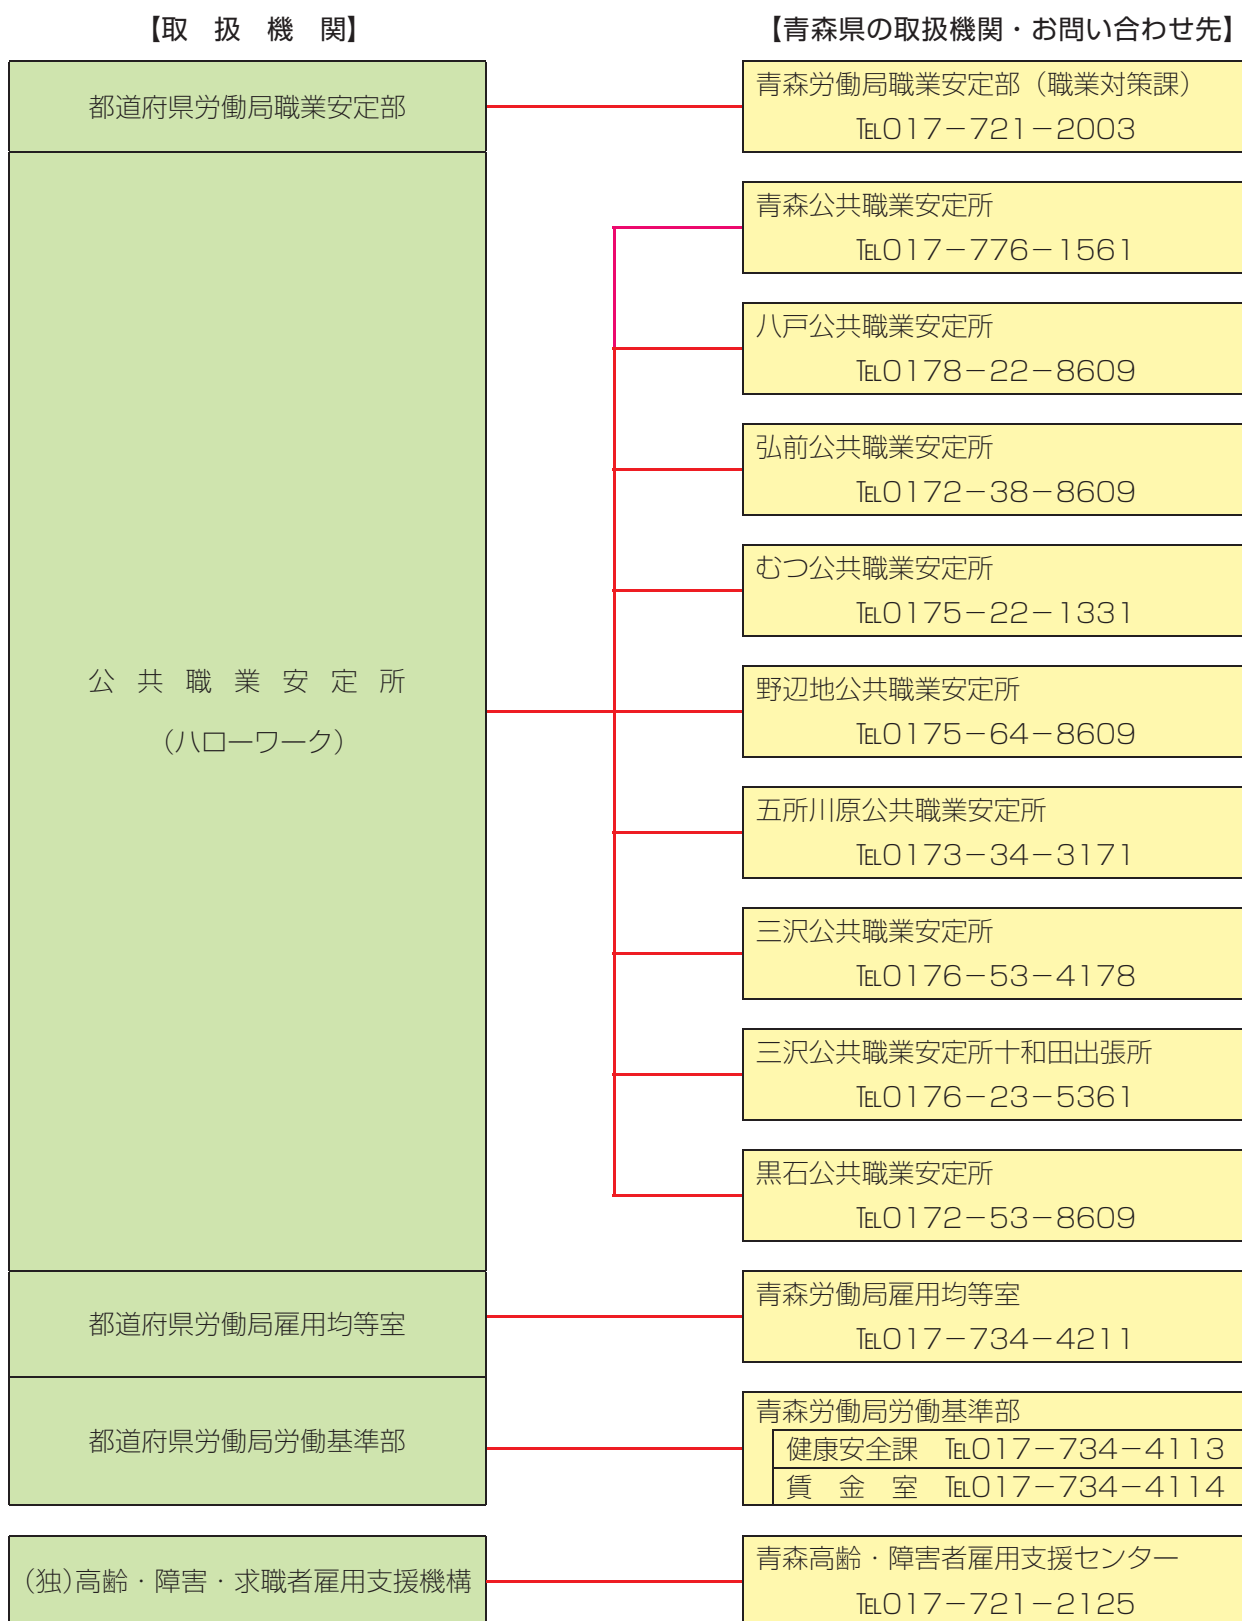 【取　扱　機　関】
【青森県の取扱機関・お問い合わせ先】
都道府県労働局職業安定部
青森労働局職業安定部（職業対策課）
℡017－721－2003
公共職業安定所
（ハローワーク）
青森公共職業安定所
℡017－776－1561
八戸公共職業安定所
℡0178－22－8609
弘前公共職業安定所
℡0172－38－8609
むつ公共職業安定所
℡0175－22－1331
野辺地公共職業安定所
℡0175－64－8609
五所川原公共職業安定所
℡0173－34－3171
三沢公共職業安定所
℡0176－53－4178
三沢公共職業安定所十和田出張所
℡0176－23－5361
黒石公共職業安定所
℡0172－53－8609
都道府県労働局雇用均等室
青森労働局雇用均等室
℡017－734－4211
都道府県労働局労働基準部
青森労働局労働基準部
健康安全課　℡017－734－4113
賃　金　室　℡017－734－4114
（独）高齢・障害・求職者雇用支援機構
青森高齢・障害者雇用支援センター
℡017－721－2125